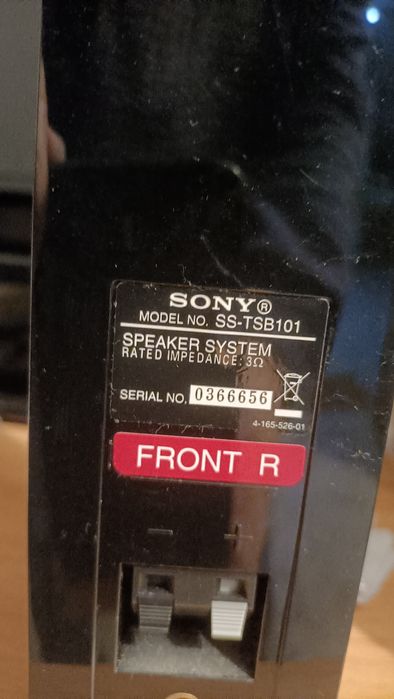 SONY®
MODEL NO. SS-TSB101
SPEAKER SYSTEM
RATED IMPEDANCE: 3Ω
SERIAL NO. 0366656
4-165-526-01
FRONT R
− +